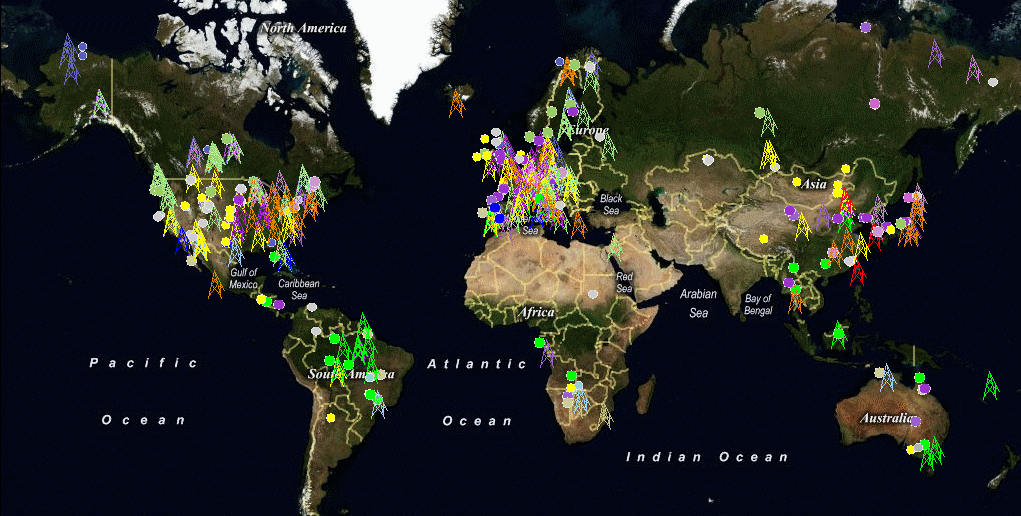 North America
Europe
Asia
Black
Sea
Sea
Gulf of
Mexico
Caribbean
Sea
Red
Sea
Arabian
Sea
Bay of
Bengal
Africa
Pacific
Atlantic
South America
Ocean
Ocean
Australia
Indian Ocean